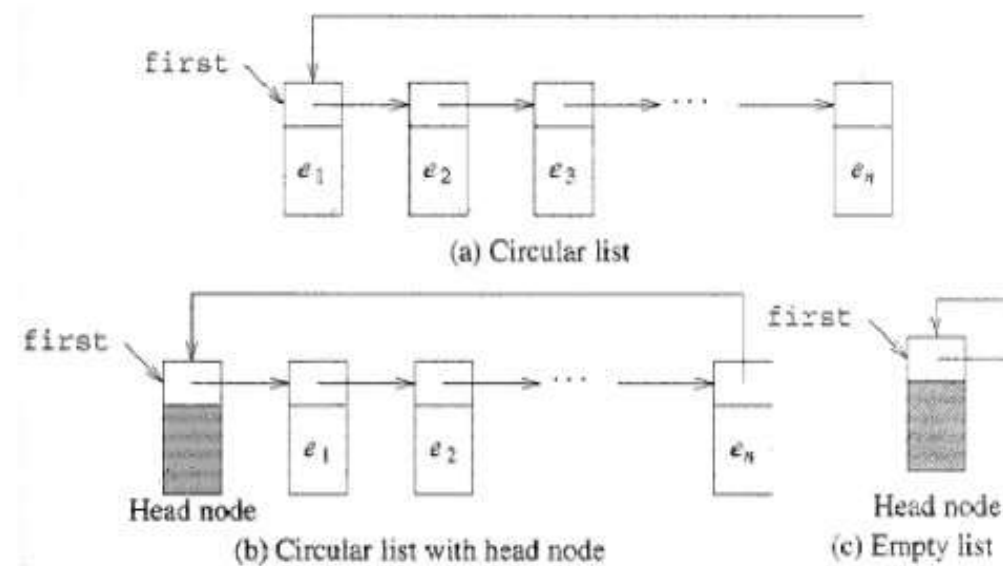 first
e1 e2 e3 ... en
(a) Circular list
first
first
e1 e2 ... en
Head node
Head node
(b) Circular list with head node
(c) Empty list